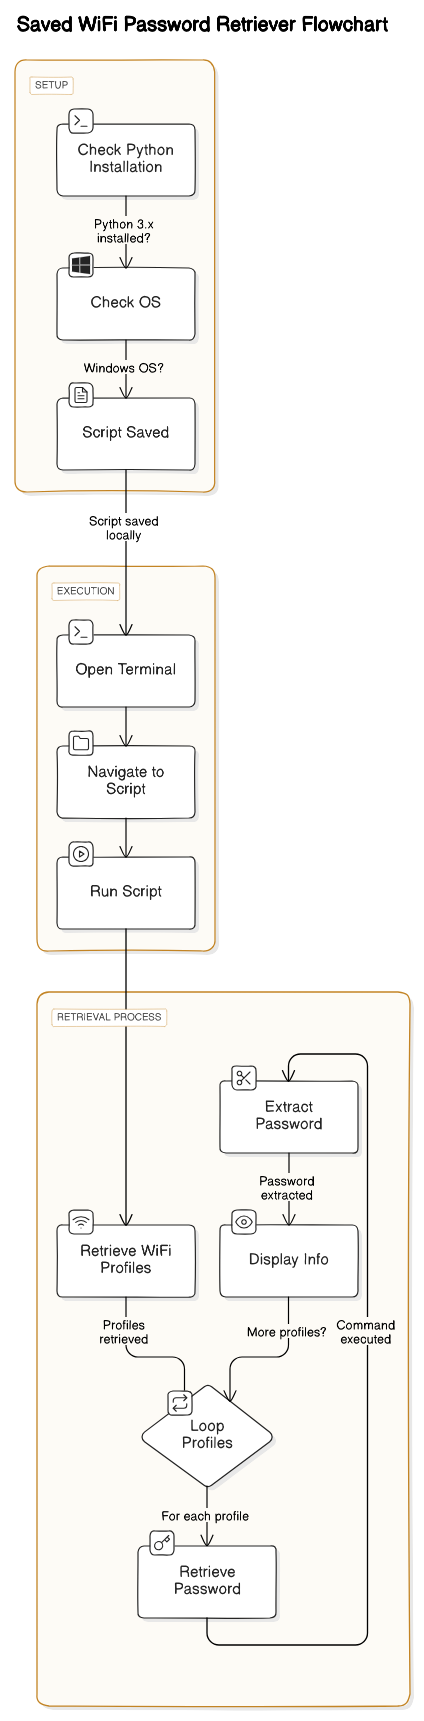 Saved WiFi Password Retriever Flowchart
SETUP
Check Python
Installation
Python 3.x
installed?
Check OS
Windows OS?
Script Saved
Script saved
locally
EXECUTION
Open Terminal
Navigate to
Script
Run Script
RETRIEVAL PROCESS
Extract
Password
Password
extracted
Retrieve WiFi
Profiles
Display Info
Profiles
retrieved
More profiles?
Command
executed
Loop
Profiles
For each profile
Retrieve
Password